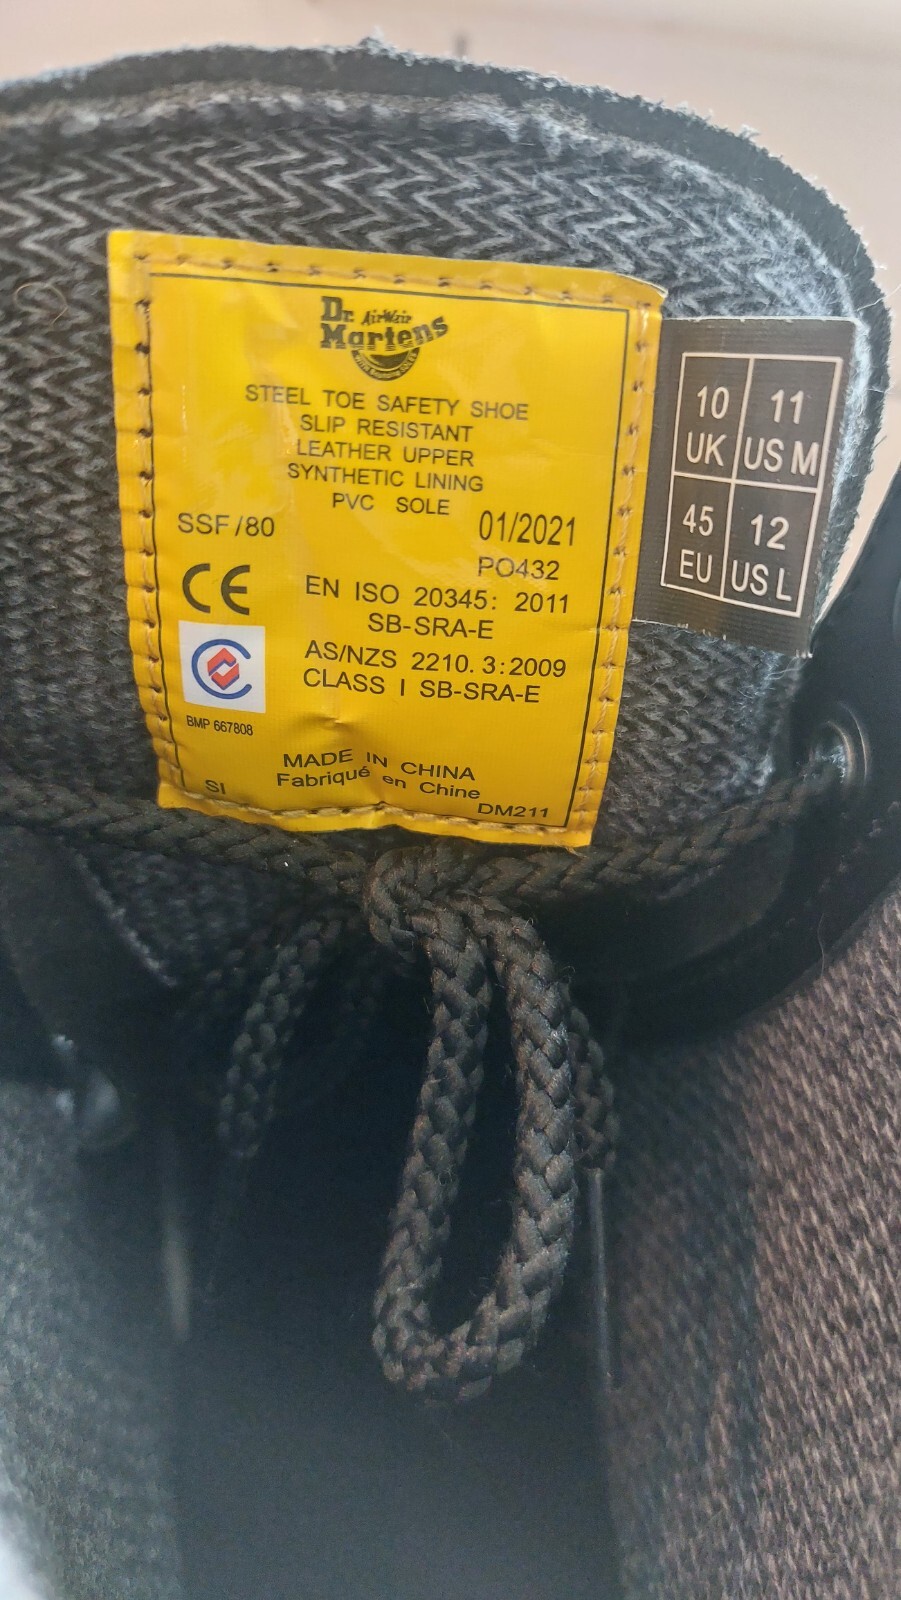 Dr. AirWair
Martens
STEEL TOE SAFETY SHOE
SLIP RESISTANT
LEATHER UPPER
SYNTHETIC LINING
PVC SOLE
SSF/80
01/2021
PO432
CE
EN ISO 20345: 2011
SB-SRA-E
AS/NZS 2210.3:2009
CLASS I SB-SRA-E
BMP 667808
MADE IN CHINA
Fabriqué en Chine
SI
DM211
10 UK
11 US M
45 EU
12 US L